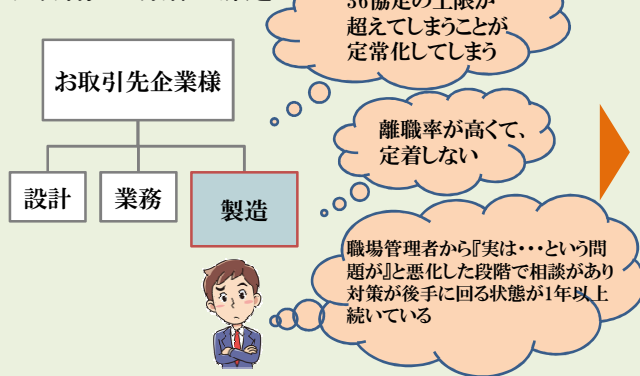 36協定の上限が
超えてしまうことが
定常化してしまう
お取引先企業様
離職率が高くて、
定着しない
設計
業務
製造
職場管理者から『実は・・・という問
題が』と悪化した段階で相談があり
対策が後手に回る状態が1年以上
続いている